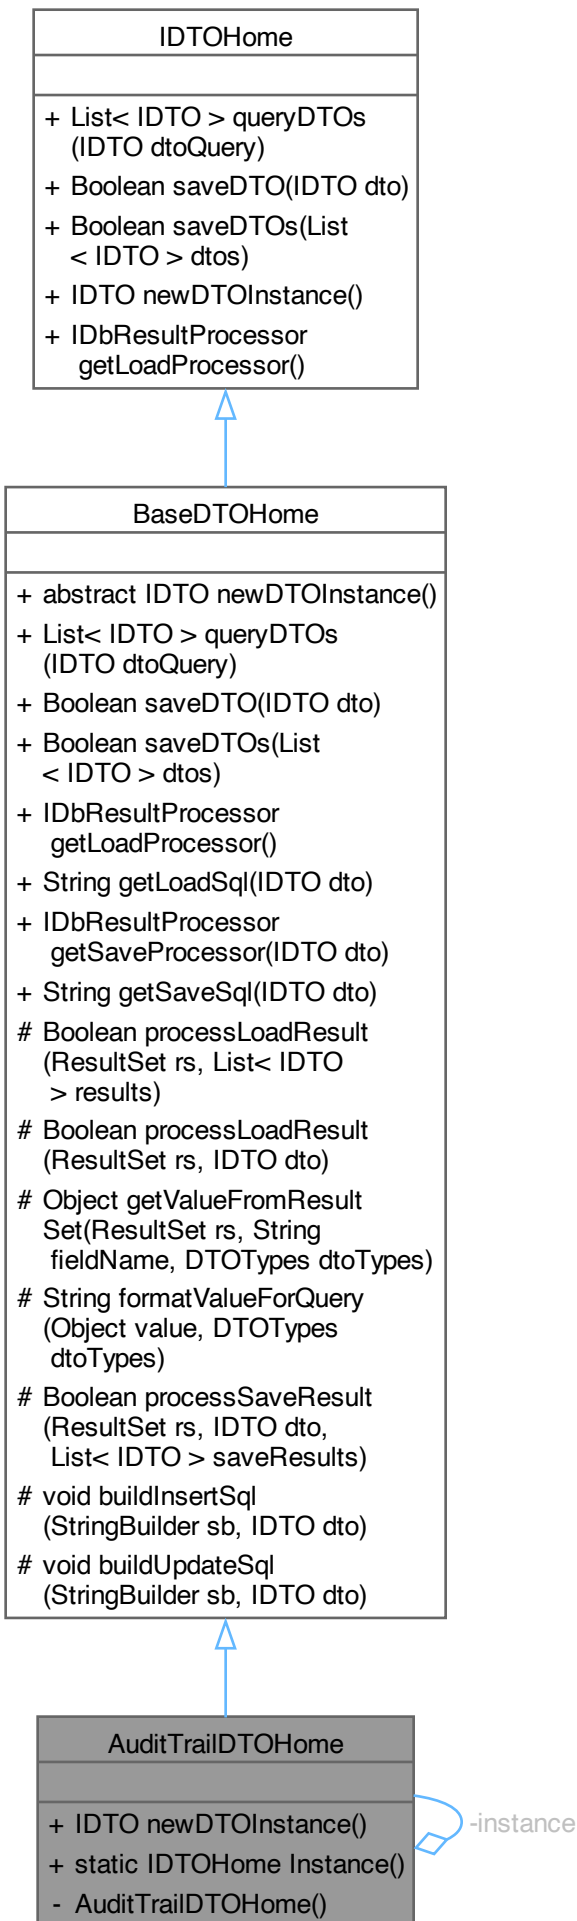 IDTOHome
+ List< IDTO > queryDTOs
(IDTO dtoQuery)
+ Boolean saveDTO(IDTO dto)
+ Boolean saveDTOs(List
< IDTO > dtos)
+ IDTO newDTOInstance()
+ IDbResultProcessor
getLoadProcessor()
BaseDTOHome
+ abstract IDTO newDTOInstance()
+ List< IDTO > queryDTOs
(IDTO dtoQuery)
+ Boolean saveDTO(IDTO dto)
+ Boolean saveDTOs(List
< IDTO > dtos)
+ IDbResultProcessor
getLoadProcessor()
+ String getLoadSql(IDTO dto)
+ IDbResultProcessor
getSaveProcessor(IDTO dto)
+ String getSaveSql(IDTO dto)
# Boolean processLoadResult
(ResultSet rs, List< IDTO
> results)
# Boolean processLoadResult
(ResultSet rs, IDTO dto)
# Object getValueFromResult
Set(ResultSet rs, String
fieldName, DTOTypes dtoTypes)
# String formatValueForQuery
(Object value, DTOTypes
dtoTypes)
# Boolean processSaveResult
(ResultSet rs, IDTO dto,
List< IDTO > saveResults)
# void buildInsertSql
(StringBuilder sb, IDTO dto)
# void buildUpdateSql
(StringBuilder sb, IDTO dto)
AuditTrailDTOHome
+ IDTO newDTOInstance()
-instance
+ static IDTOHome Instance()
- AuditTrailDTOHome()